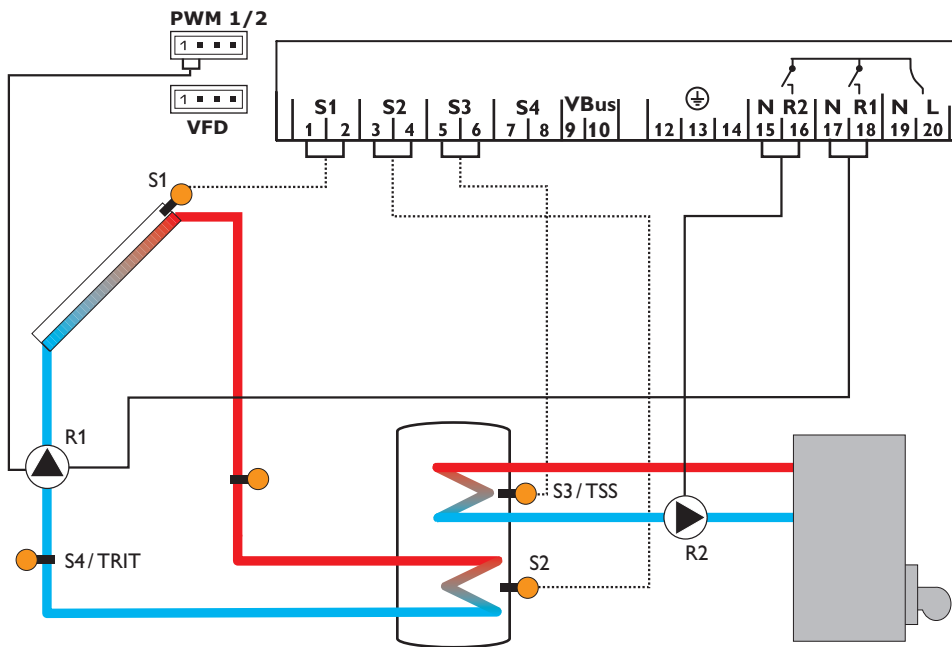 PWM 1/2
1
1
VFD
S1 S2 S3 S4 VBus N R2 N R1 N L
1 2 3 4 5 6 7 8 9 10 12 13 14 15 16 17 18 19 20
S1
R1
S3 / TSS
R2
S4 / TRIT
S2